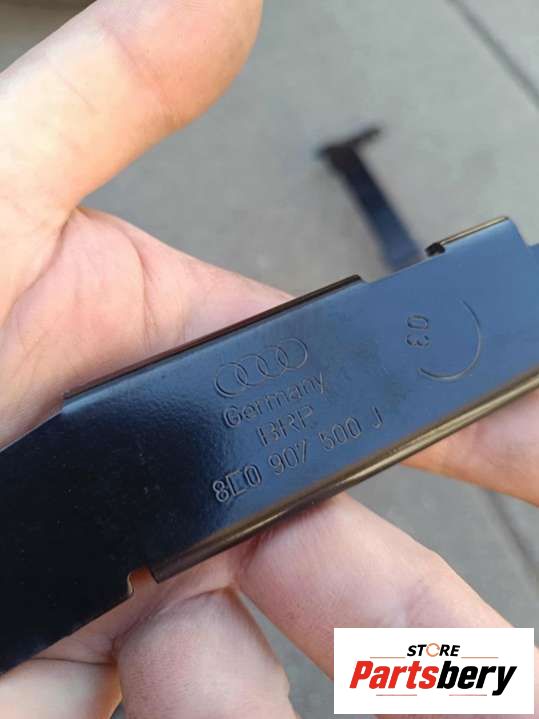 Germany
BRP
8E0 907 500 J
03
STORE
Partsbery